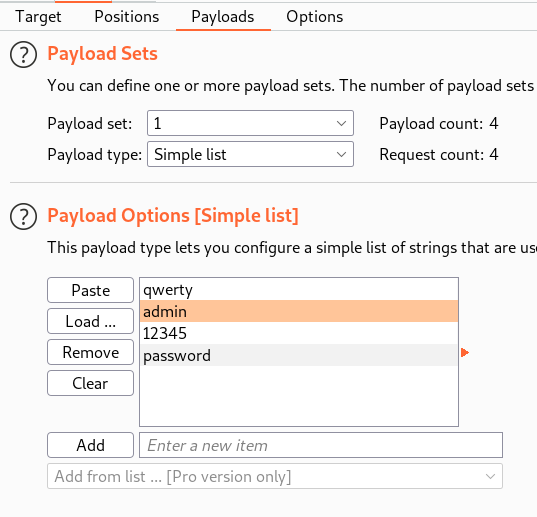 Target Positions Payloads Options
? Payload Sets
You can define one or more payload sets. The number of payload sets
Payload set: 1 Payload count: 4
Payload type: Simple list Request count: 4
? Payload Options [Simple list]
This payload type lets you configure a simple list of strings that are
Paste qwerty
Load ... admin
Remove 12345
Clear password
Add Enter a new item
Add from list ... [Pro version only]